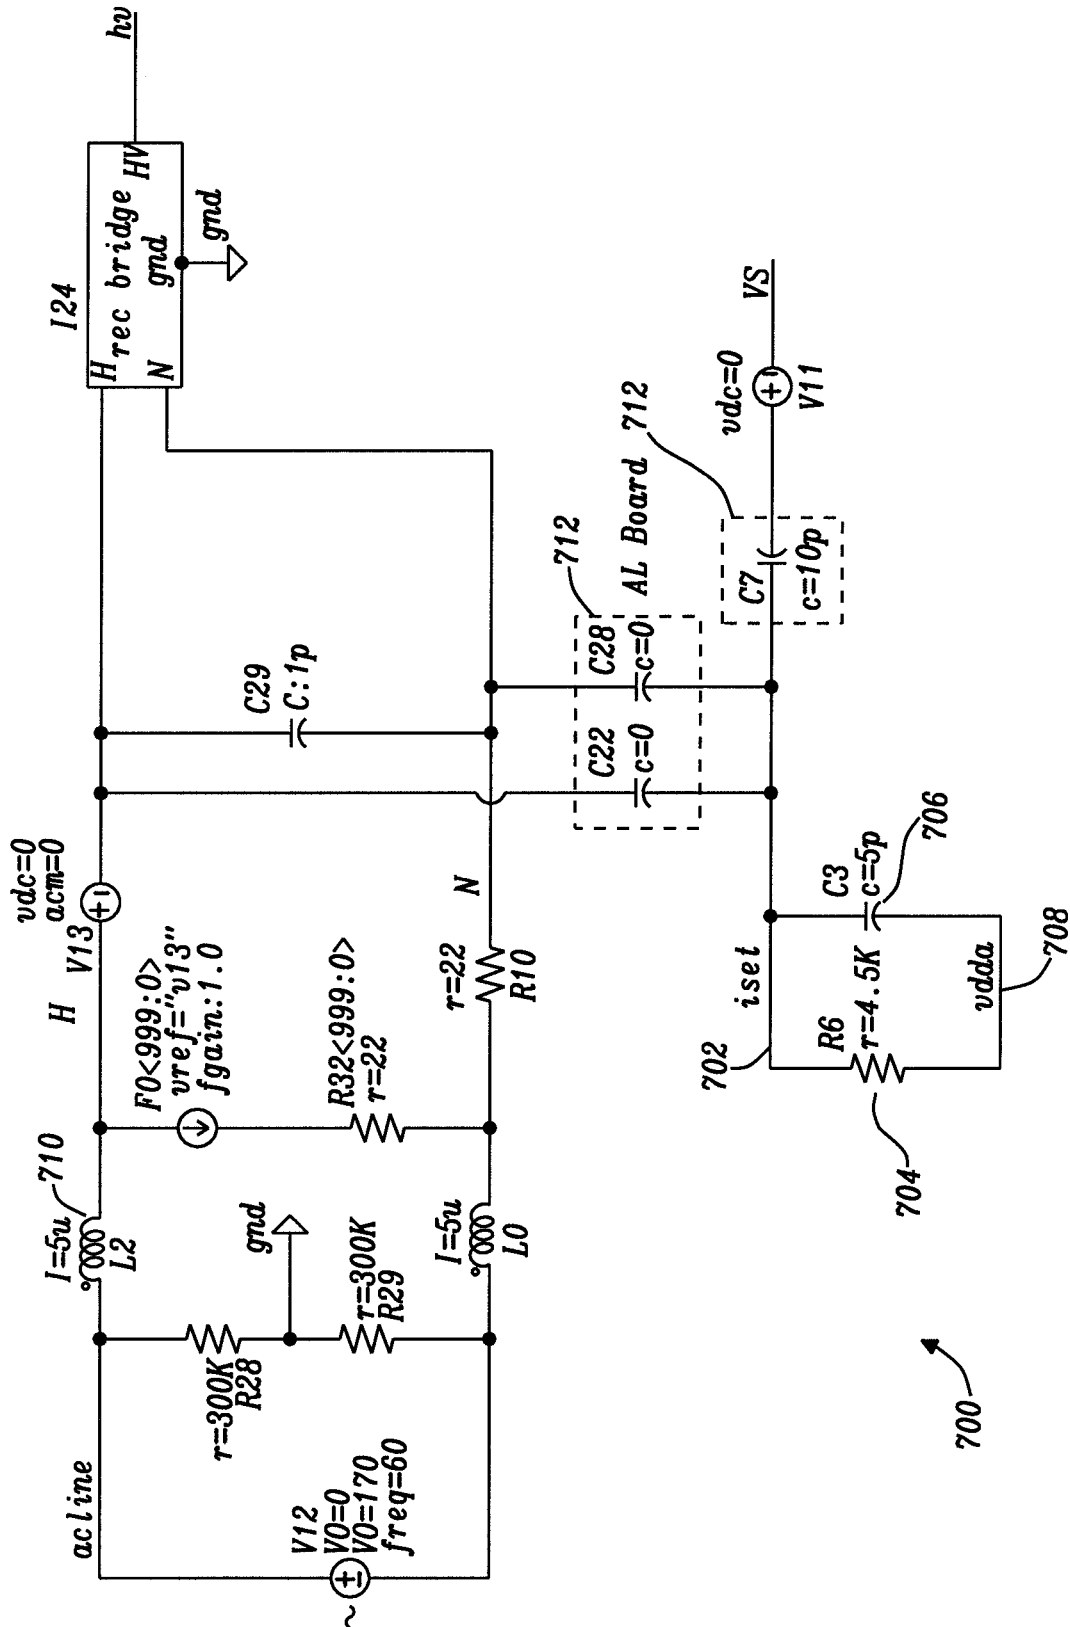 acline
V12
VO=0
VO=170
freq=60
~
r=300K
R28
gnd
r=300K
R29
l=5u
L2
710
l=5u
L0
H
V13
vdc=0
acm=0
F0<999:0>
vref="v13"
fgain:1.0
R32<999:0>
r=22
r=22
R10
N
C29
C:1p
I24
H
rec bridge
HV
N
gnd
gnd
hv
712
C22
c=0
C28
c=0
AL Board
712
C7
c=10p
vdc=0
V11
VS
iset
702
R6
r=4.5K
704
C3
c=5p
706
vdda
708
700